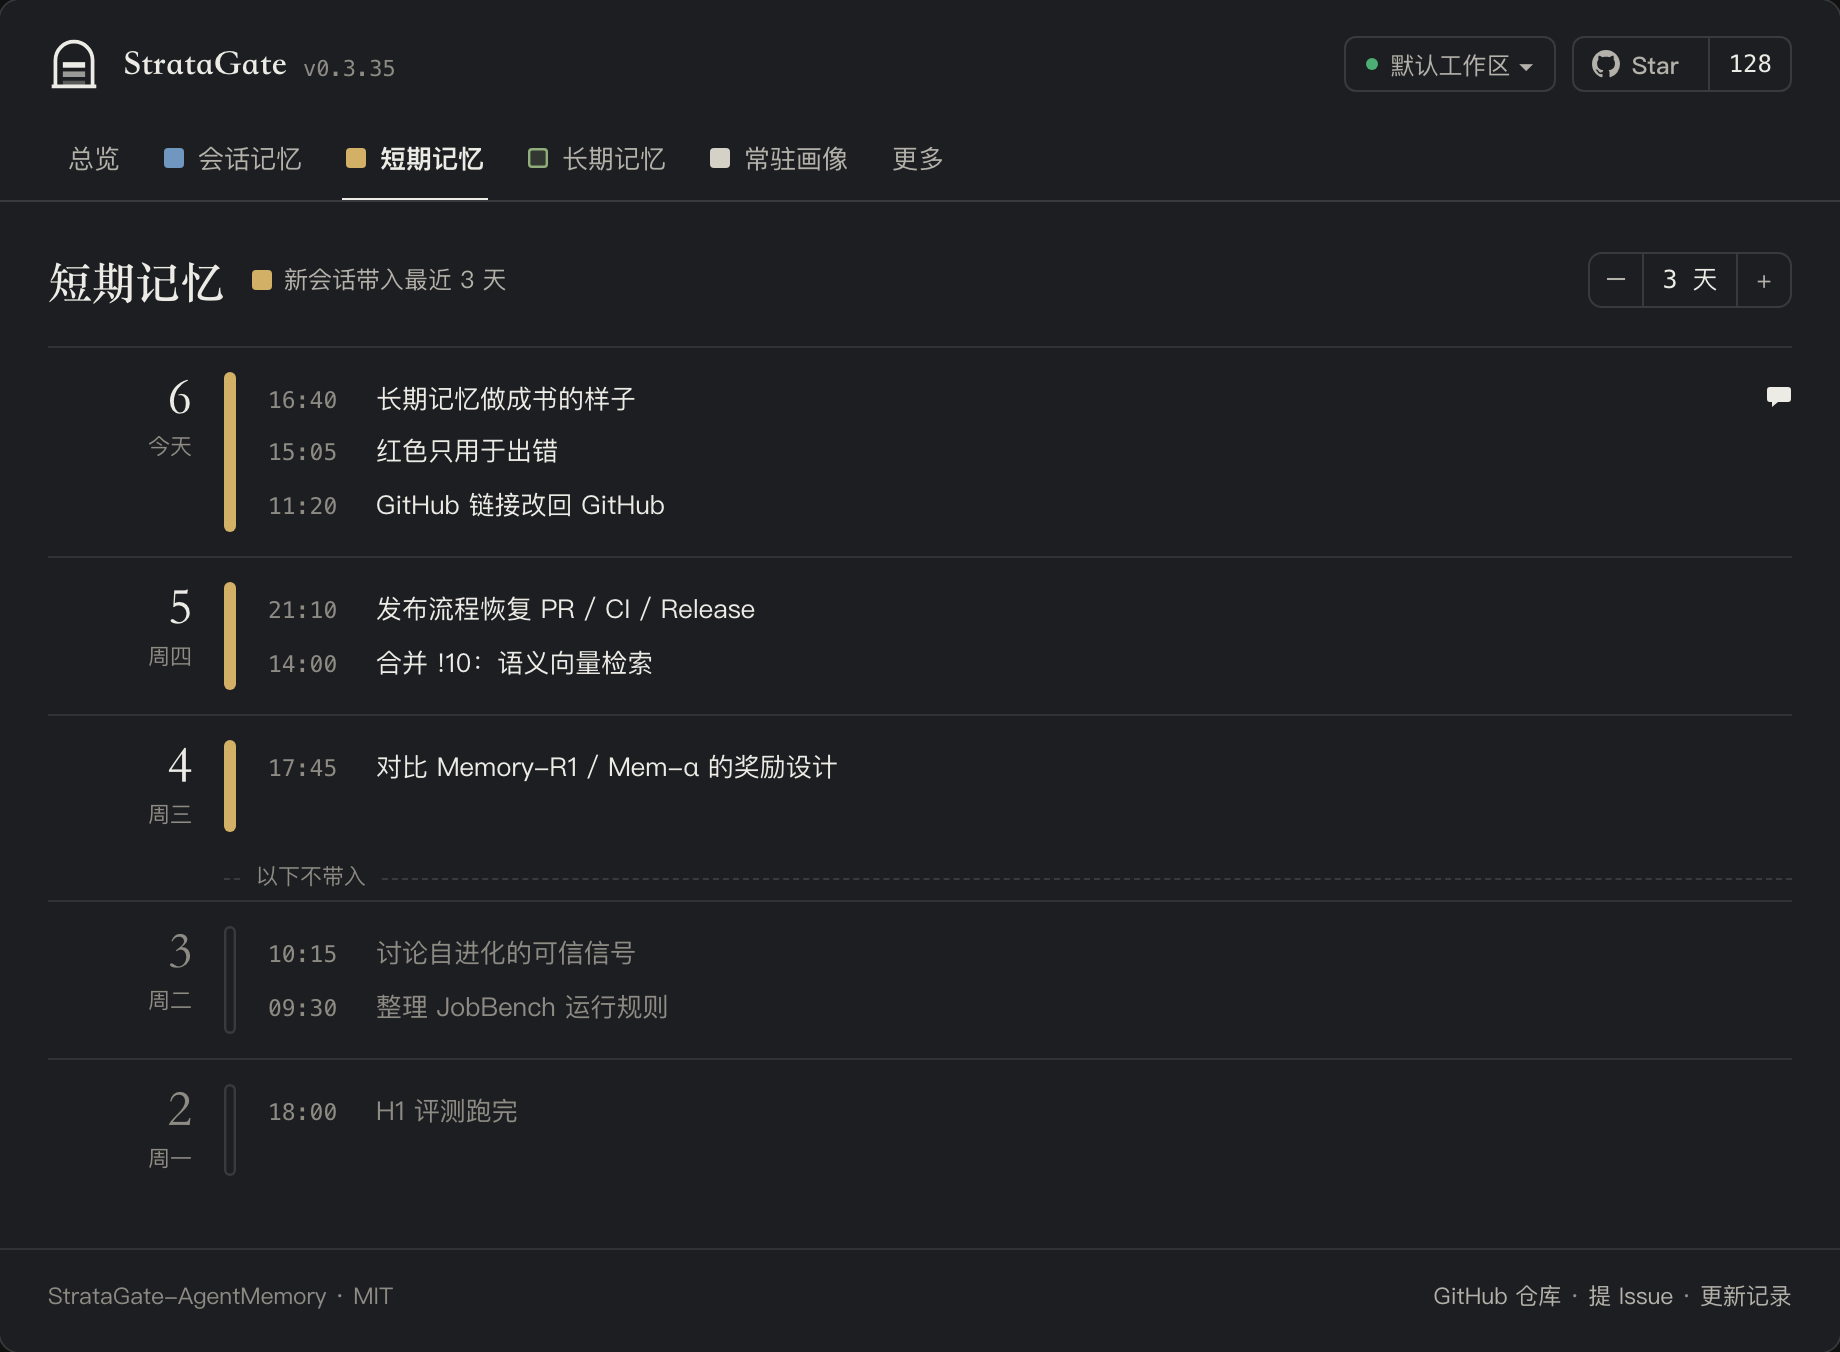 StrataGate v0.3.35
默认工作区
Star 128
总览 会话记忆 短期记忆 长期记忆 常驻画像 更多
短期记忆 新会话带入最近 3 天
— 3 天 +
6 今天
16:40 长期记忆做成书的样子
15:05 红色只用于出错
11:20 GitHub 链接改回 GitHub
5 周四
21:10 发布流程恢复 PR / CI / Release
14:00 合并 !10：语义向量检索
4 周三
17:45 对比 Memory-R1 / Mem-α 的奖励设计
以下不带入
3 周二
10:15 讨论自进化的可信信号
09:30 整理 JobBench 运行规则
2 周一
18:00 H1 评测跑完
StrataGate-AgentMemory · MIT
GitHub 仓库 · 提 Issue · 更新记录